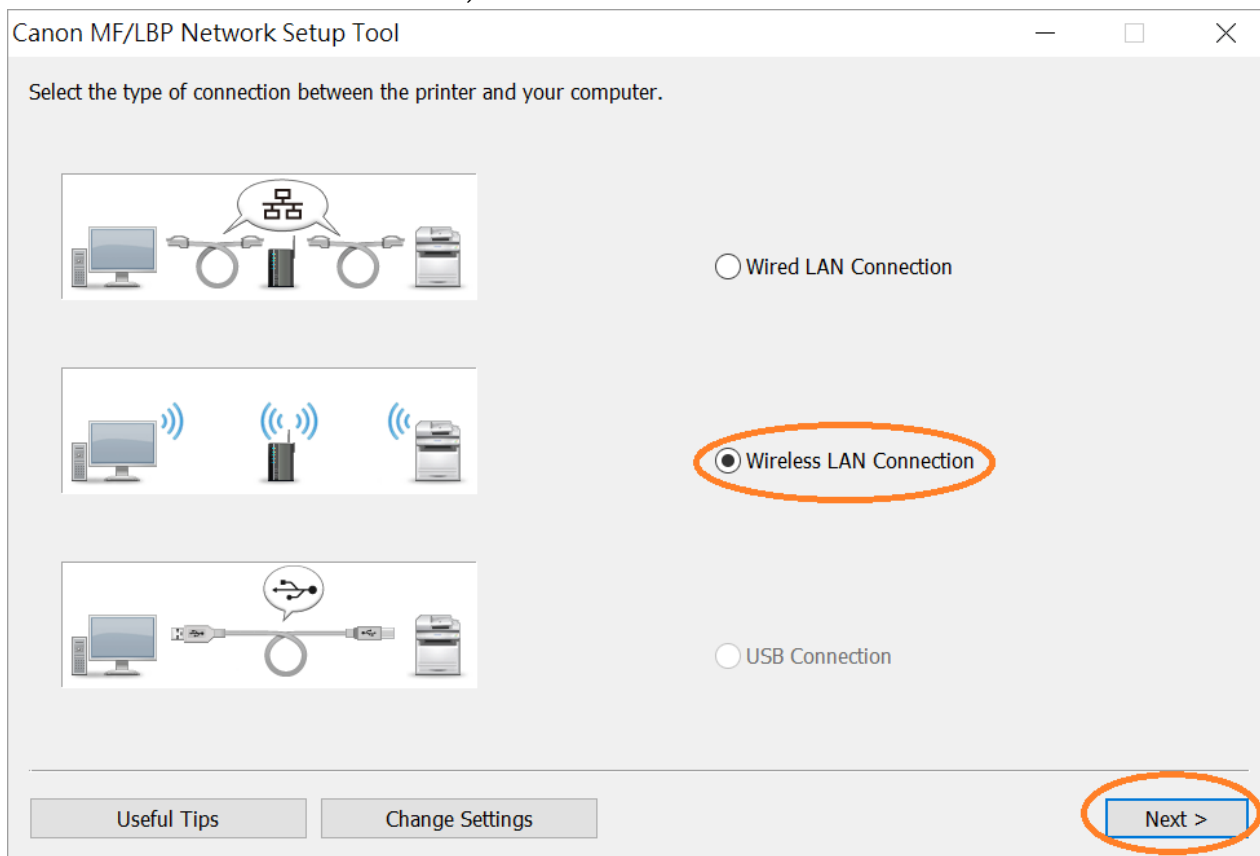 Canon MF/LBP Network Setup Tool
Select the type of connection between the printer and your computer.
Wired LAN Connection
Wireless LAN Connection
USB Connection
Useful Tips
Change Settings
Next >